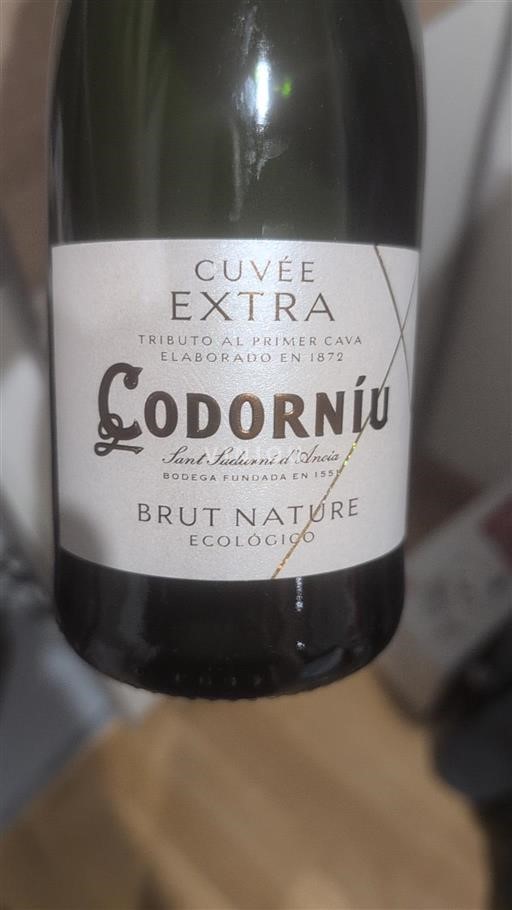 CUVÉE
EXTRA
TRIBUTO AL PRIMER CAVA
ELABORADO EN 1872
CODORNÍU
Sant Sadurní d'Anoia
BODEGA FUNDADA EN 1551
BRUT NATURE
ECOLÓGICO